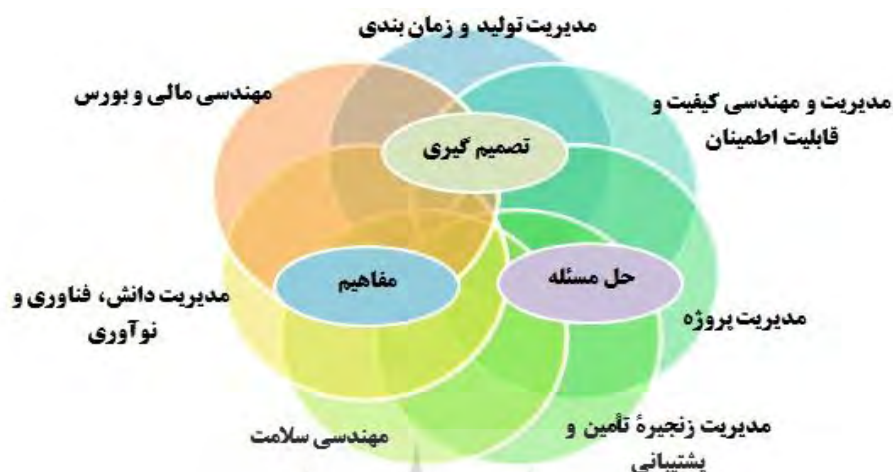 مدیریت تولید و زمان بندی
مدیریت و مهندسی کیفیت و
قابلیت اطمینان
مهندسی مالی و بورس
تصمیم گیری
حل مسئله
مفاهیم
مدیریت پروژه
مدیریت دانش، فناوری و
نوآوری
مدیریت زنجیرهٔ تأمین و
پشتیبانی
مهندسی سلامت